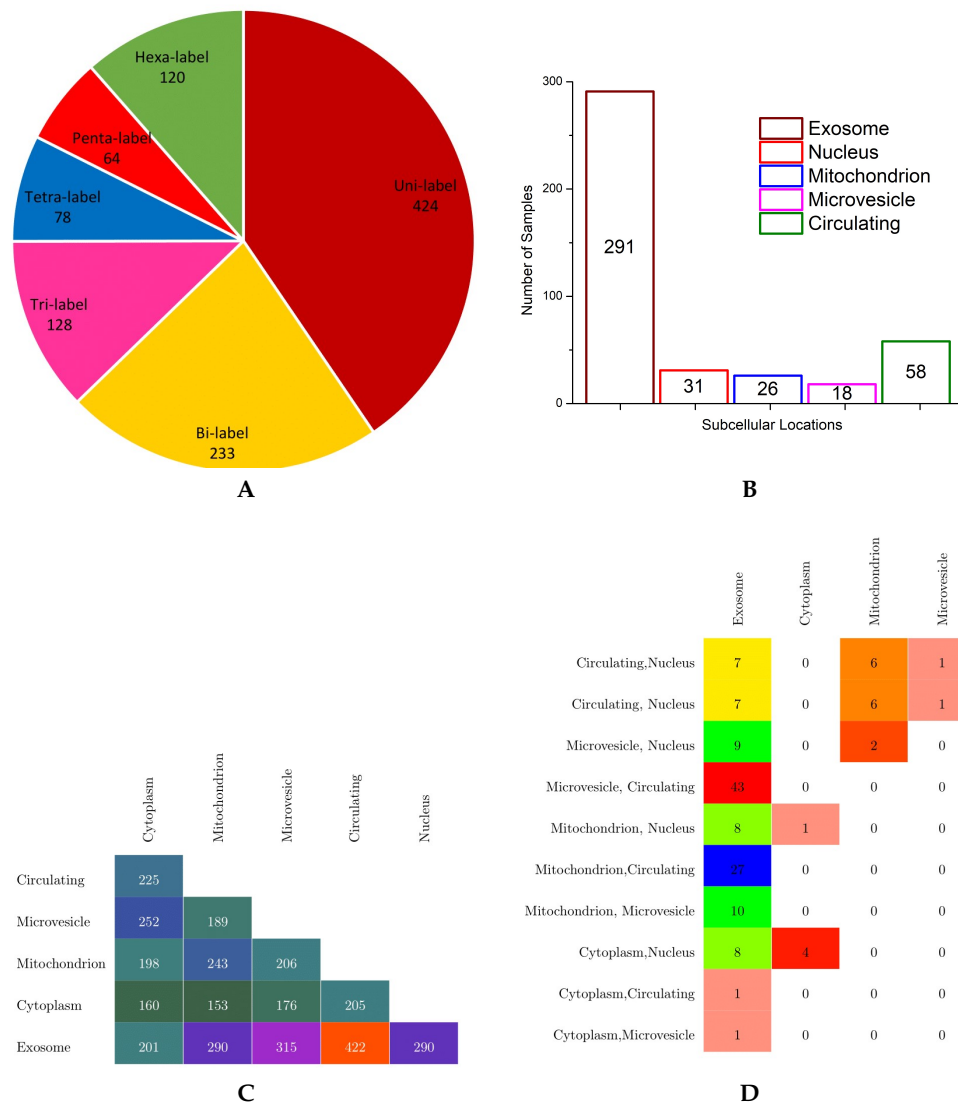 Hexa-label
120
Penta-label
64
Tetra-label
78
Tri-label
128
Bi-label
233
Uni-label
424
A
300
200
100
0
Number of Samples
Exosome
Nucleus
Mitochondrion
Microvesicle
Circulating
291
31
26
18
58
Subcellular Locations
B
Cytoplasm
Mitochondrion
Microvesicle
Circulating
Nucleus
Circulating 225
Microvesicle 252 189
Mitochondrion 198 243 206
Cytoplasm 160 153 176 205
Exosome 201 290 315 422 290
C
Exosome
Cytoplasm
Mitochondrion
Microvesicle
Circulating,Nucleus 7 0 6 1
Circulating, Nucleus 7 0 6 1
Microvesicle, Nucleus 9 0 2 0
Microvesicle, Circulating 43 0 0 0
Mitochondrion, Nucleus 8 1 0 0
Mitochondrion,Circulating 27 0 0 0
Mitochondrion, Microvesicle 10 0 0 0
Cytoplasm,Nucleus 8 4 0 0
Cytoplasm,Circulating 1 0 0 0
Cytoplasm,Microvesicle 1 0 0 0
D